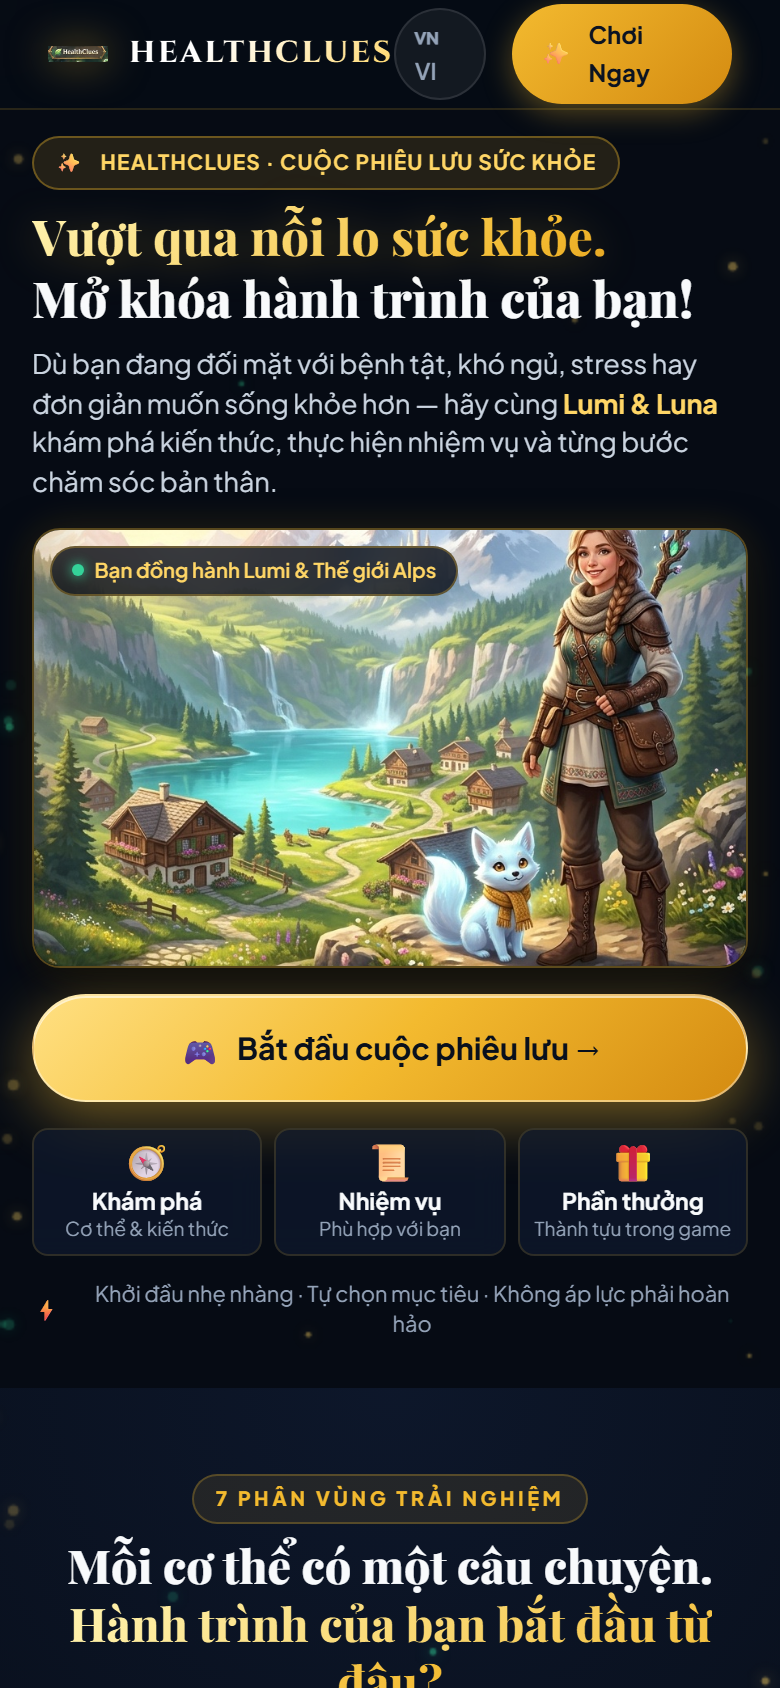 HealthClues
HEALTHCLUES
VN
VI
Chơi
Ngay
HEALTHCLUES · CUỘC PHIÊU LƯU SỨC KHỎE
Vượt qua nỗi lo sức khỏe.
Mở khóa hành trình của bạn!
Dù bạn đang đối mặt với bệnh tật, khó ngủ, stress hay
đơn giản muốn sống khỏe hơn — hãy cùng Lumi & Luna
khám phá kiến thức, thực hiện nhiệm vụ và từng bước
chăm sóc bản thân.
Bạn đồng hành Lumi & Thế giới Alps
Bắt đầu cuộc phiêu lưu →
Khám phá
Cơ thể & kiến thức
Nhiệm vụ
Phù hợp với bạn
Phần thưởng
Thành tựu trong game
Khởi đầu nhẹ nhàng · Tự chọn mục tiêu · Không áp lực phải hoàn
hảo
7 PHÂN VÙNG TRẢI NGHIỆM
Mỗi cơ thể có một câu chuyện.
Hành trình của bạn bắt đầu từ
đâu?